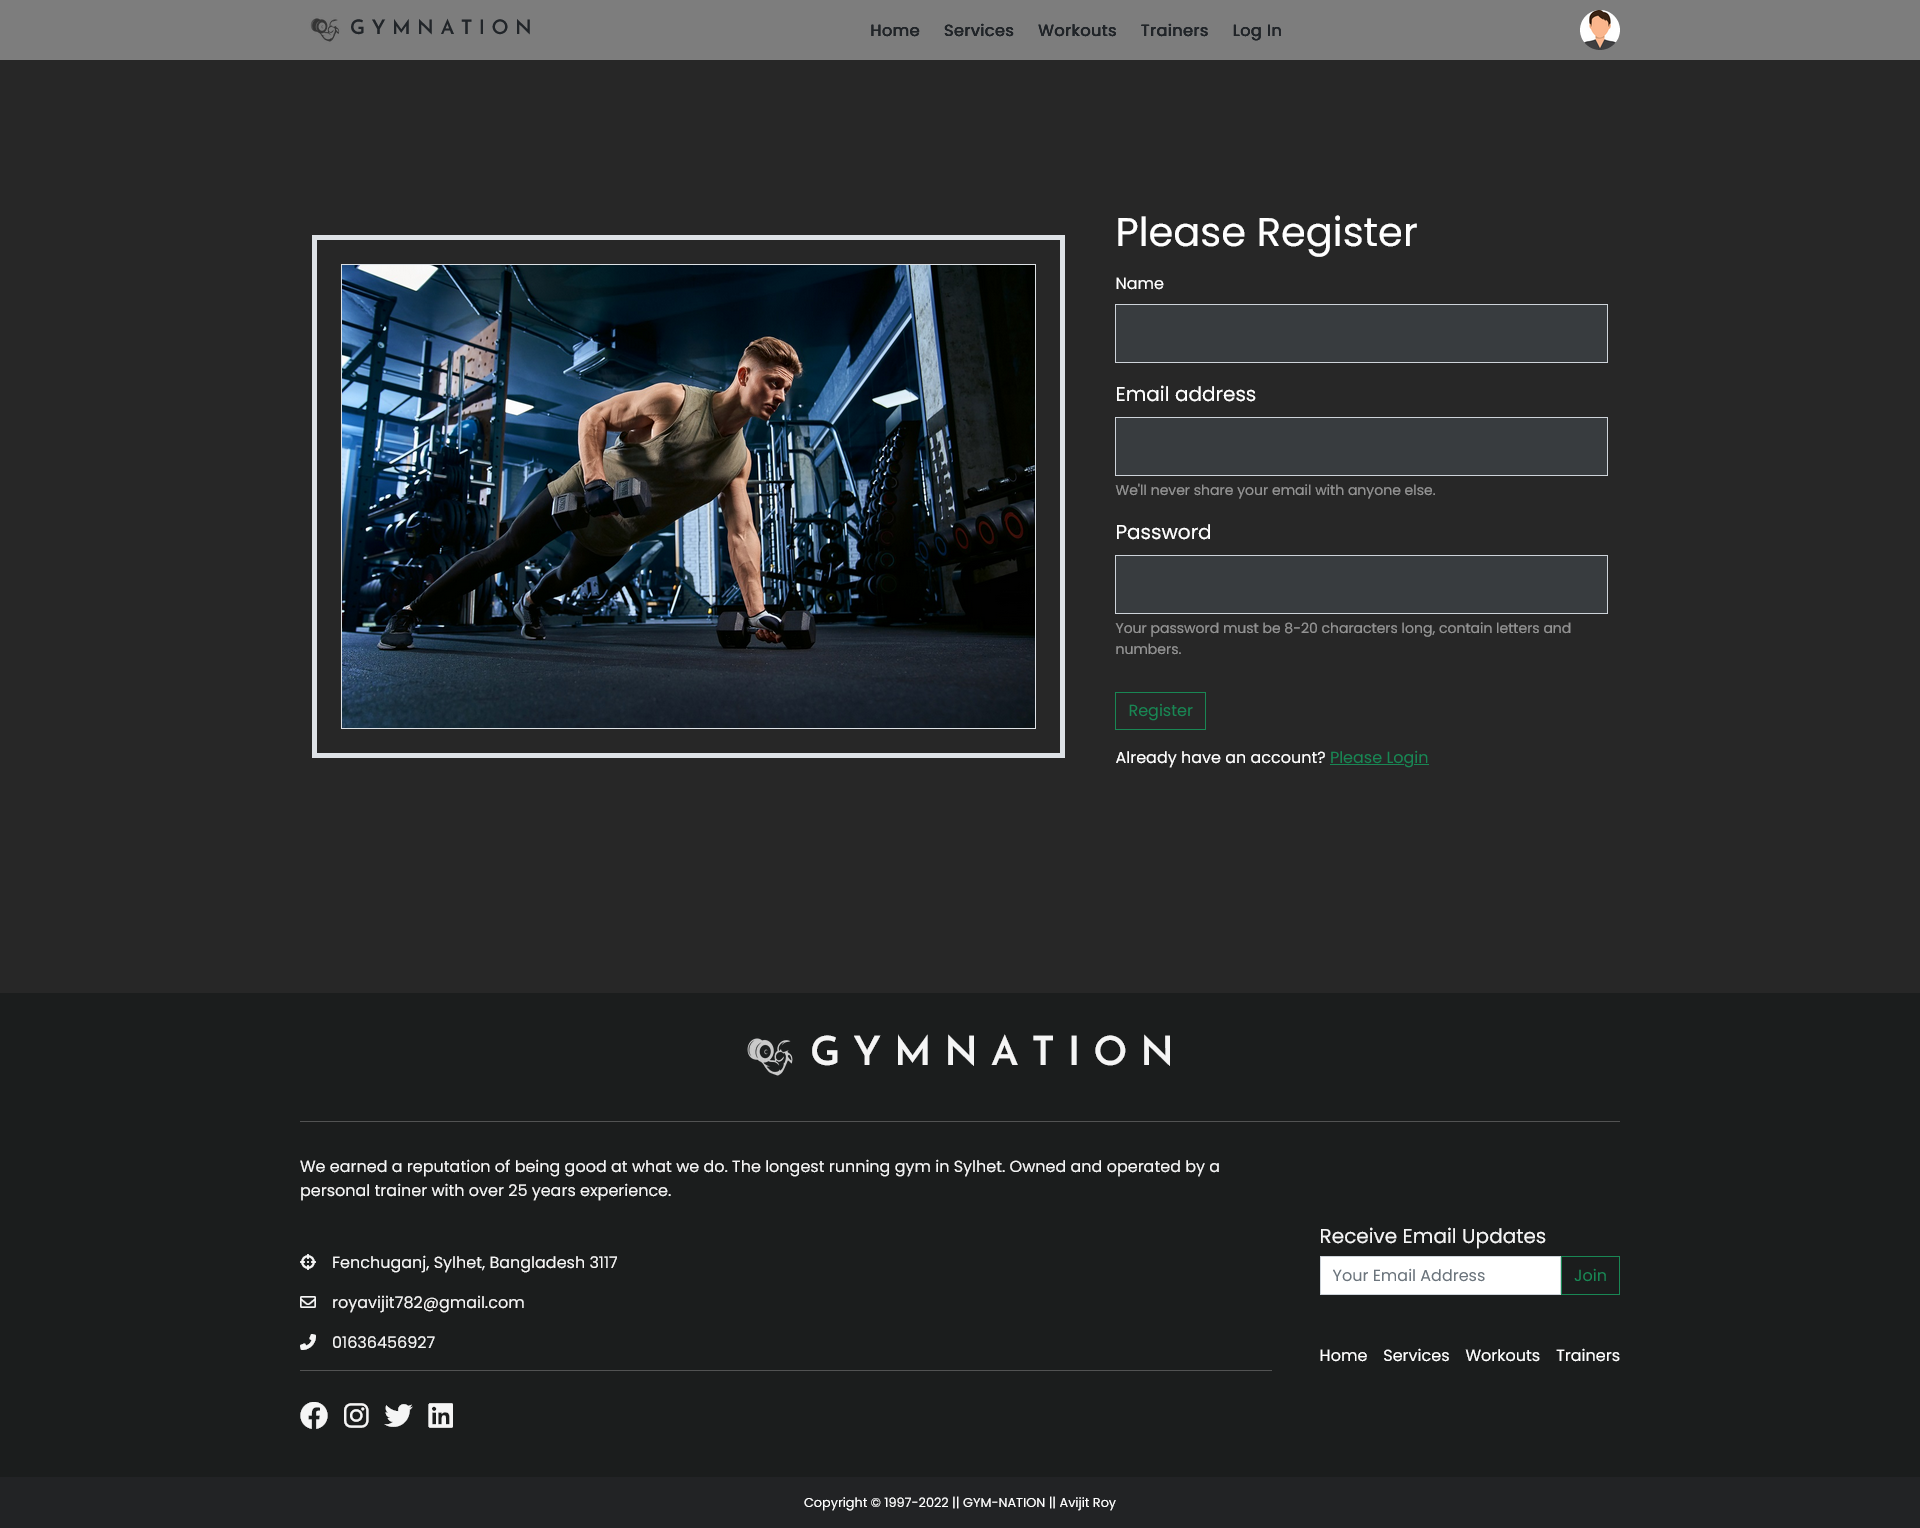 GYMNATION
Home Services Workouts Trainers Log In
Please Register
Name
Email address
We'll never share your email with anyone else.
Password
Your password must be 8-20 characters long, contain letters and
numbers.
Register
Already have an account? Please Login
GYMNATION
We earned a reputation of being good at what we do. The longest running gym in Sylhet. Owned and operated by a
personal trainer with over 25 years experience.
Fenchuganj, Sylhet, Bangladesh 3117
royavijit782@gmail.com
01636456927
Receive Email Updates
Your Email Address Join
Home Services Workouts Trainers
Copyright © 1997-2022 || GYM-NATION || Avijit Roy